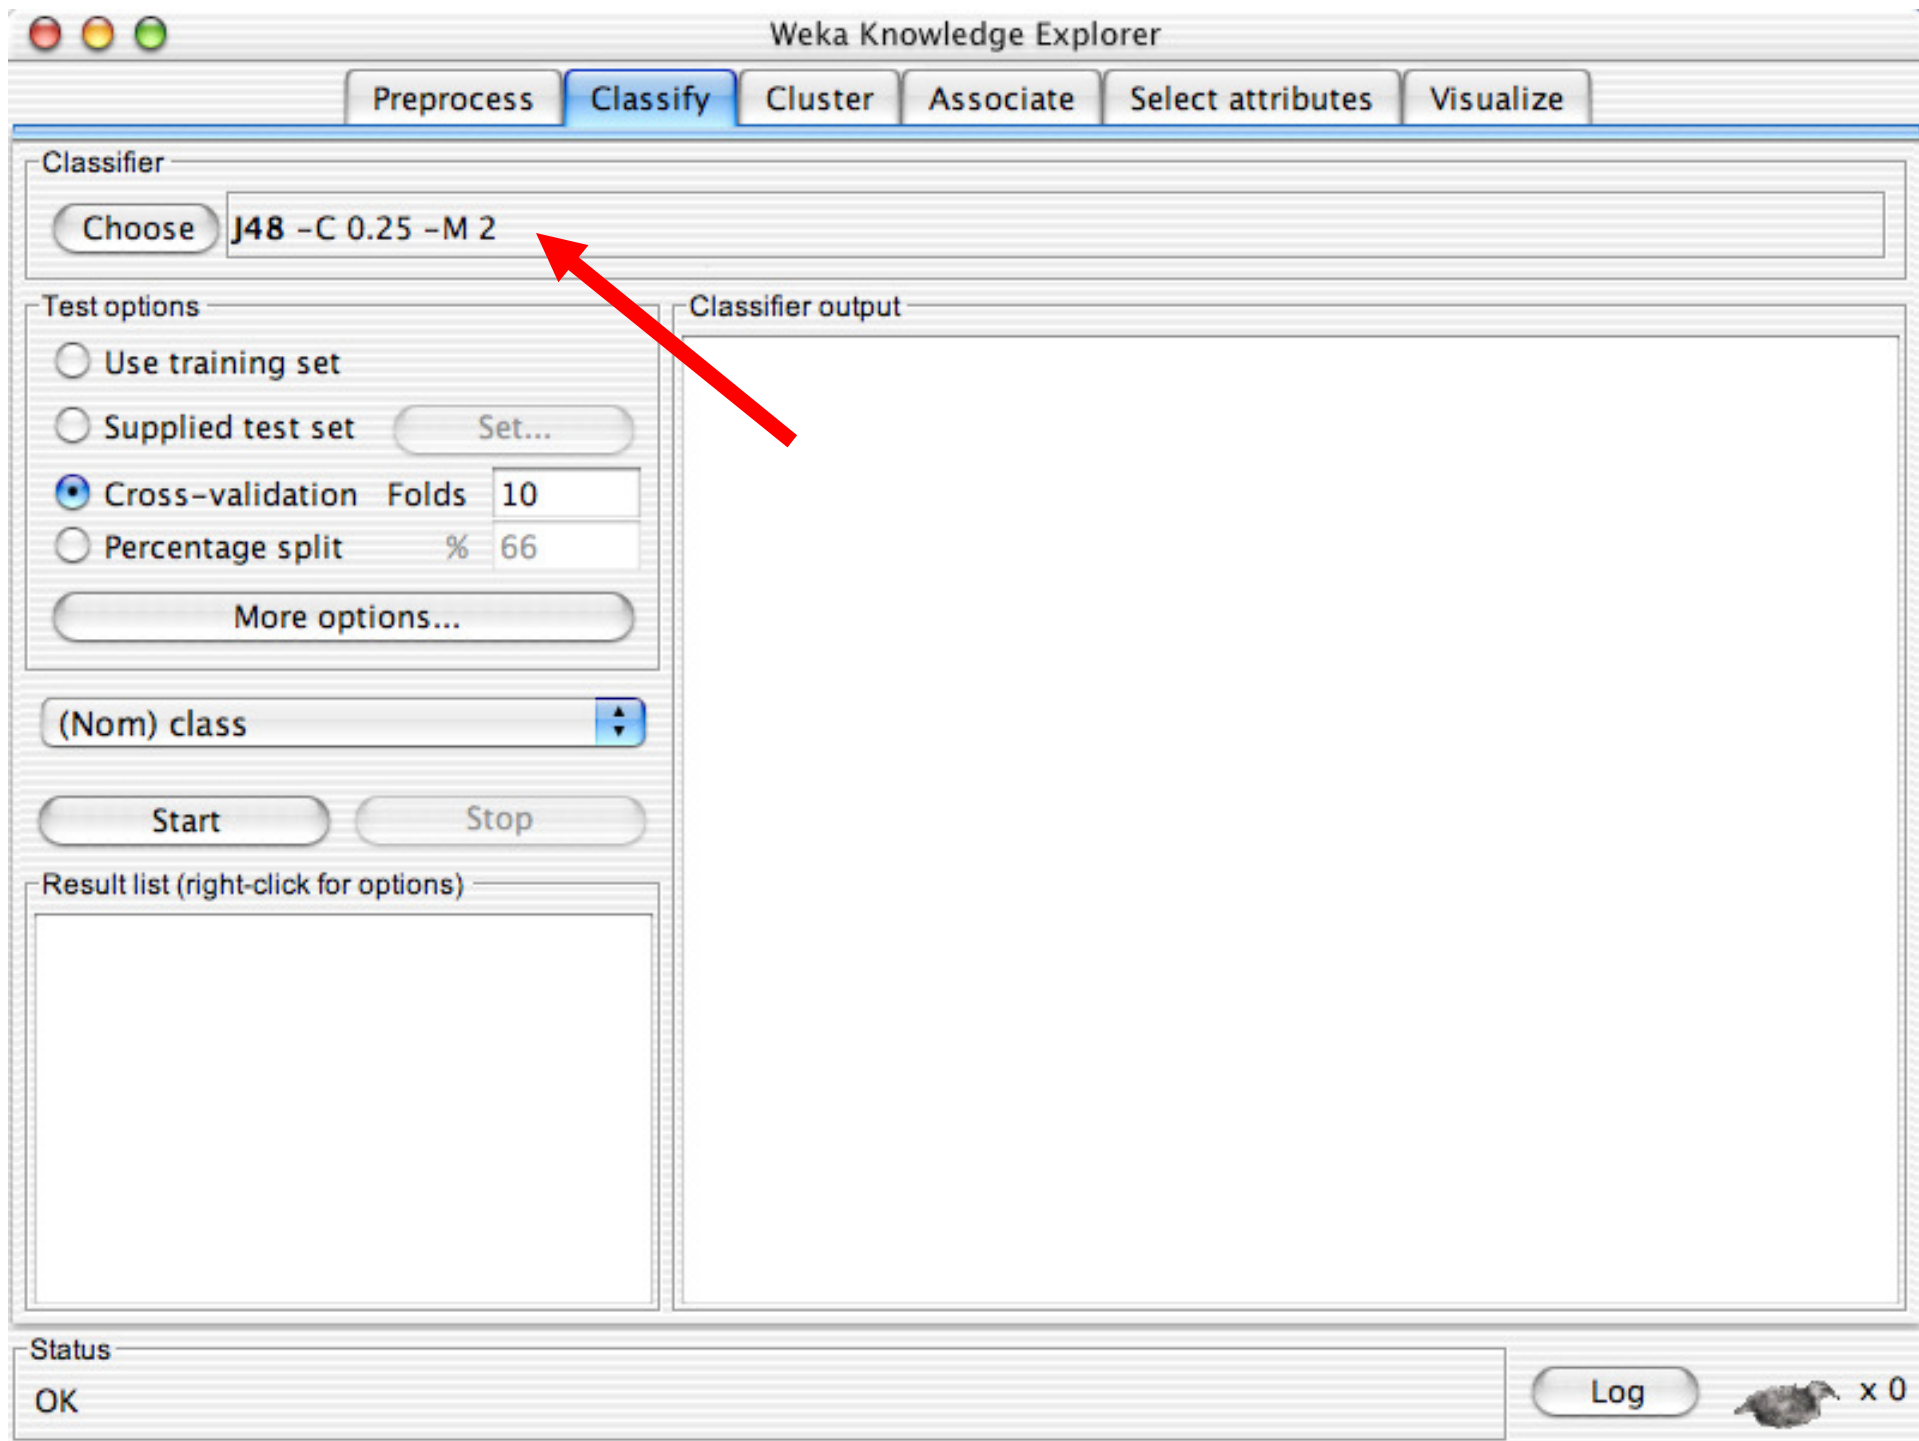 Weka Knowledge Explorer
Preprocess Classify Cluster Associate Select attributes Visualize
Classifier
Choose J48 -C 0.25 -M 2
Test options
Use training set
Supplied test set Set...
Cross-validation Folds 10
Percentage split % 66
More options...
(Nom) class
Start Stop
Result list (right-click for options)
Classifier output
Status
OK
Log x 0